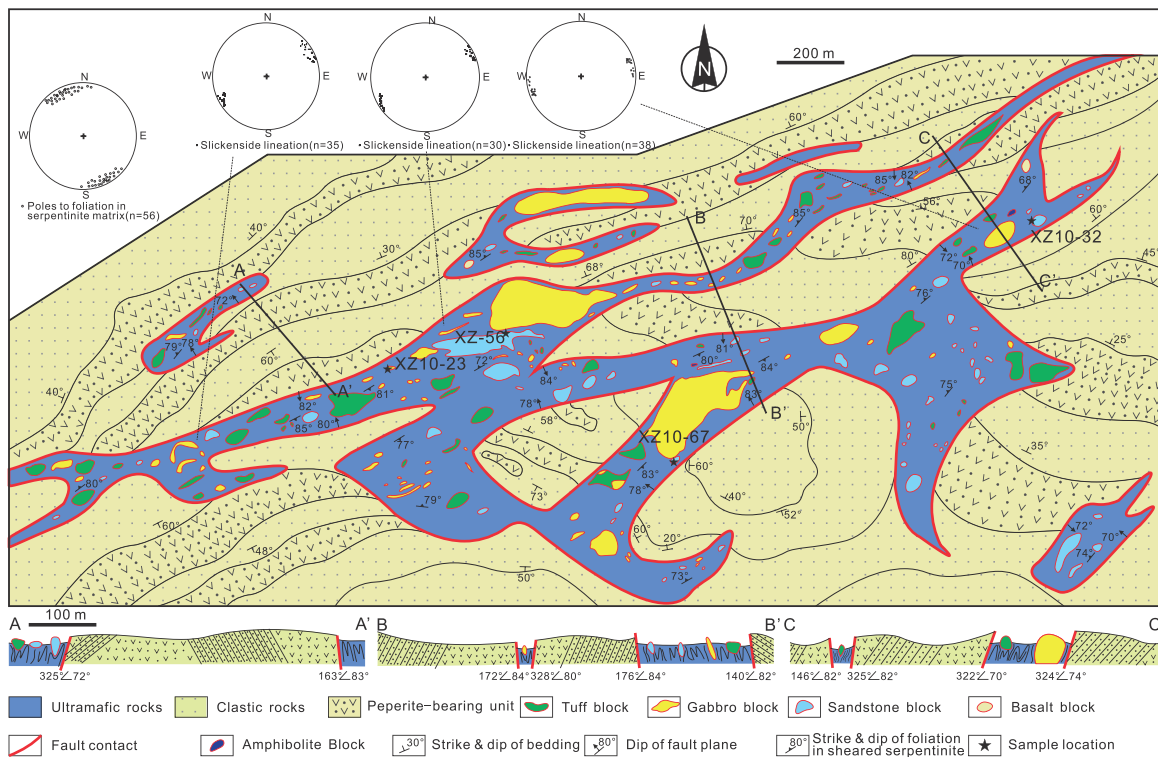 N
W E
S
• Slickenside lineation(n=35)
N
W E
S
• Slickenside lineation(n=30)
N
W E
S
• Slickenside lineation(n=38)
N
W E
S
∘ Poles to foliation in
serpentinite matrix(n=56)
N
200 m
60°
C
85° 82°
68°
56°
60°
XZ10-32
72°
70°
45°
C'
40°
30°
85°
68°
B
70°
85°
80°
76°
A
72°
79° 78°
60°
40°
XZ-56
XZ10-23
72°
84°
81°
80°
84°
83°
B'
25°
A'
81°
82°
85° 80°
78°
58°
75°
50°
77°
XZ10-67
60°
83°
78°
35°
80°
79°
73°
40°
52°
60°
48°
60°
20°
50°
73°
72°
70°
74°
A 100 m A' B B' C C'
325∠72° 163∠83° 172∠84° 328∠80° 176∠84° 140∠82° 146∠82° 325∠82° 322∠70° 324∠74°
Ultramafic rocks Clastic rocks Peperite-bearing unit Tuff block Gabbro block Sandstone block Basalt block
Fault contact Amphibolite Block 30° Strike & dip of bedding 80° Dip of fault plane 80° Strike & dip of foliation
in sheared serpentinite Sample location